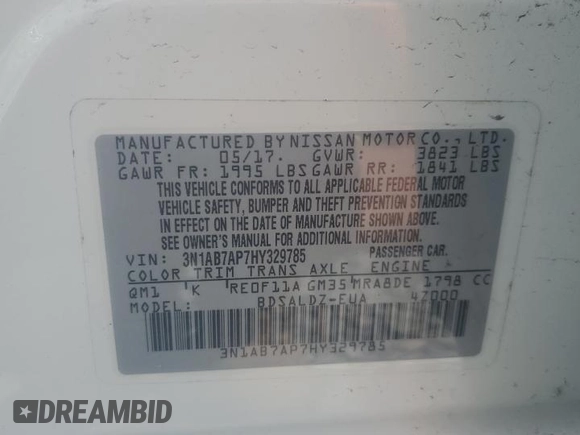 MANUFACTURED BY NISSAN MOTOR CO., LTD.
DATE: 05/17. GVWR: 3823 LBS
GAWR FR: 1995 LBS GAWR RR: 1841 LBS
THIS VEHICLE CONFORMS TO ALL APPLICABLE FEDERAL MOTOR
VEHICLE SAFETY, BUMPER AND THEFT PREVENTION STANDARDS
IN EFFECT ON THE DATE OF MANUFACTURE SHOWN ABOVE.
SEE OWNER'S MANUAL FOR ADDITIONAL INFORMATION.
VIN: 3N1AB7AP7HY329785 PASSENGER CAR.
COLOR TRIM TRANS AXLE ENGINE
QM1 K RE0F11A GM35 MRA8DE 1798 CC
BDSALDZ-EUA 47000
3N1AB7AP7HY329785
DREAMBID